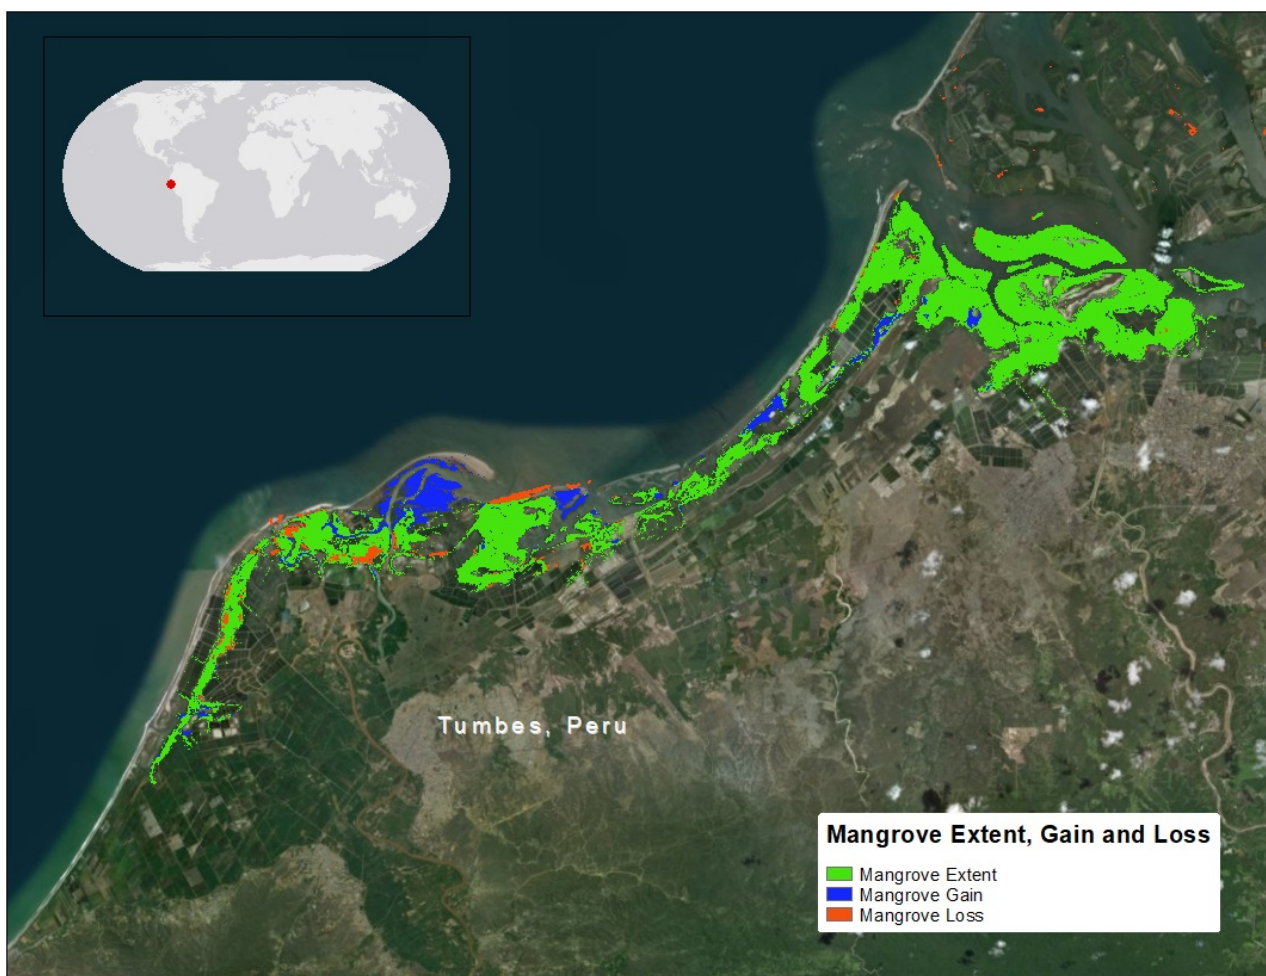 Tumbes, Peru
Mangrove Extent, Gain and Loss
Mangrove Extent
Mangrove Gain
Mangrove Loss